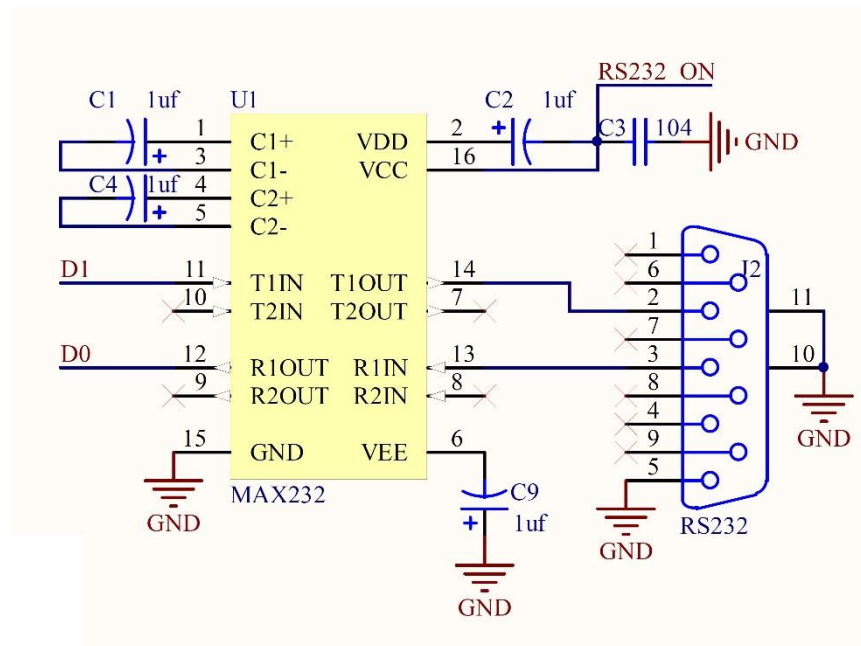 RS232_ON
C1 1uf U1 C2 1uf
1 C1+ VDD 2 + C3 104 GND
3 C1- VCC 16
+
C4 1uf 4 C2+
5 C2-
+
D1 11 T1IN T1OUT 14
10 T2IN T2OUT 7
D0 12 R1OUT R1IN 13
9 R2OUT R2IN 8
15 GND VEE 6
GND
MAX232
C9
+ 1uf
GND
J2
1
6
2
7
3
8
4
9
5
11
10
GND
GND
RS232